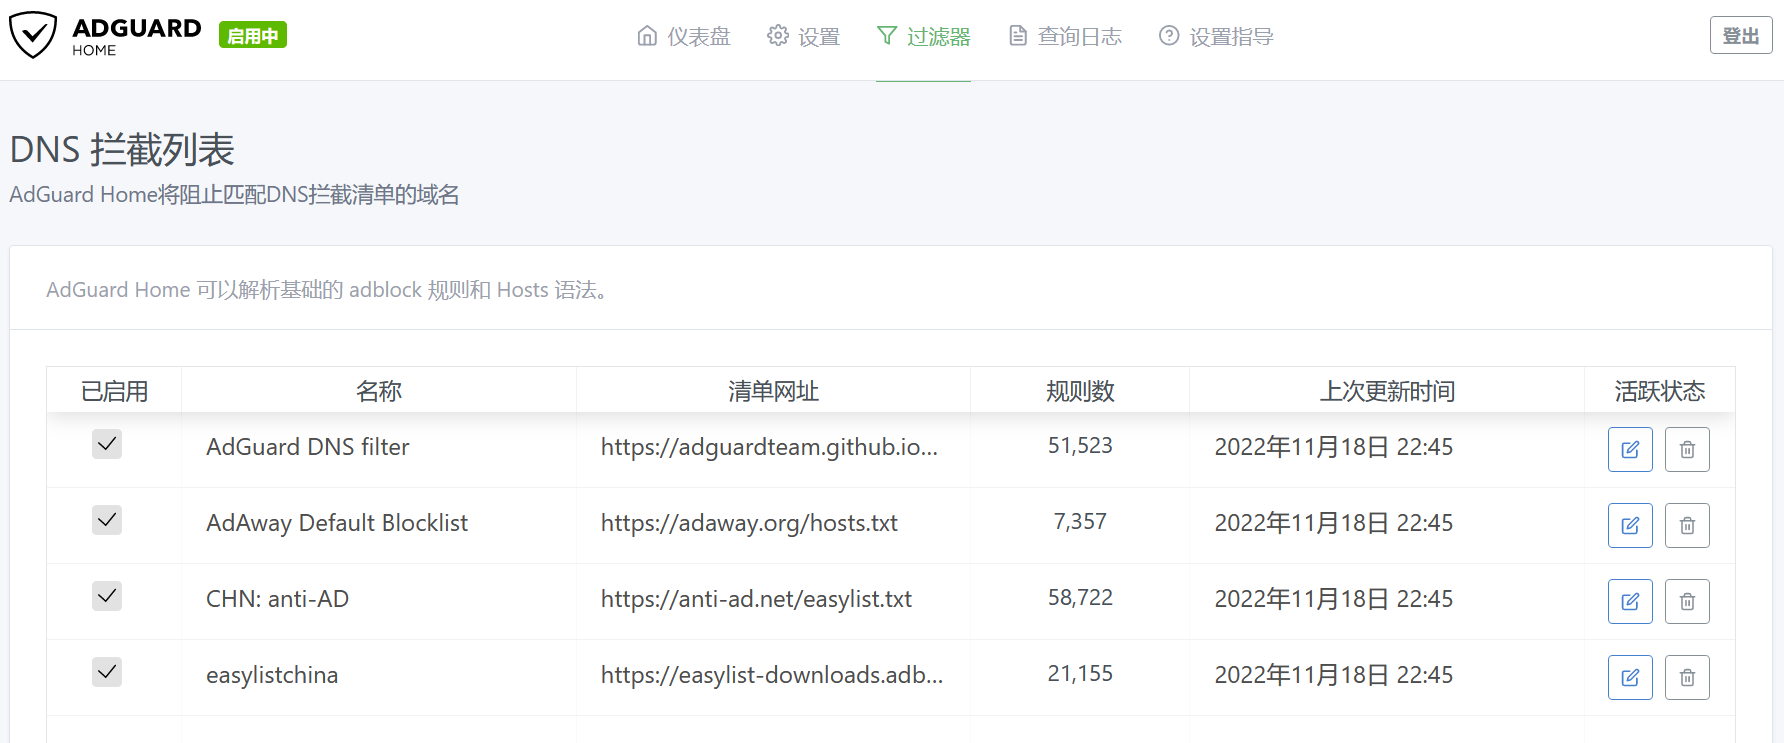 ADGUARD
HOME
启用中
仪表盘 设置 过滤器 查询日志 设置指导 登出
DNS 拦截列表
AdGuard Home将阻止匹配DNS拦截清单的域名
AdGuard Home 可以解析基础的 adblock 规则和 Hosts 语法。
已启用 名称 清单网址 规则数 上次更新时间 活跃状态
AdGuard DNS filter https://adguardteam.github.io... 51,523 2022年11月18日 22:45
AdAway Default Blocklist https://adaway.org/hosts.txt 7,357 2022年11月18日 22:45
CHN: anti-AD https://anti-ad.net/easylist.txt 58,722 2022年11月18日 22:45
easylistchina https://easylist-downloads.adb... 21,155 2022年11月18日 22:45